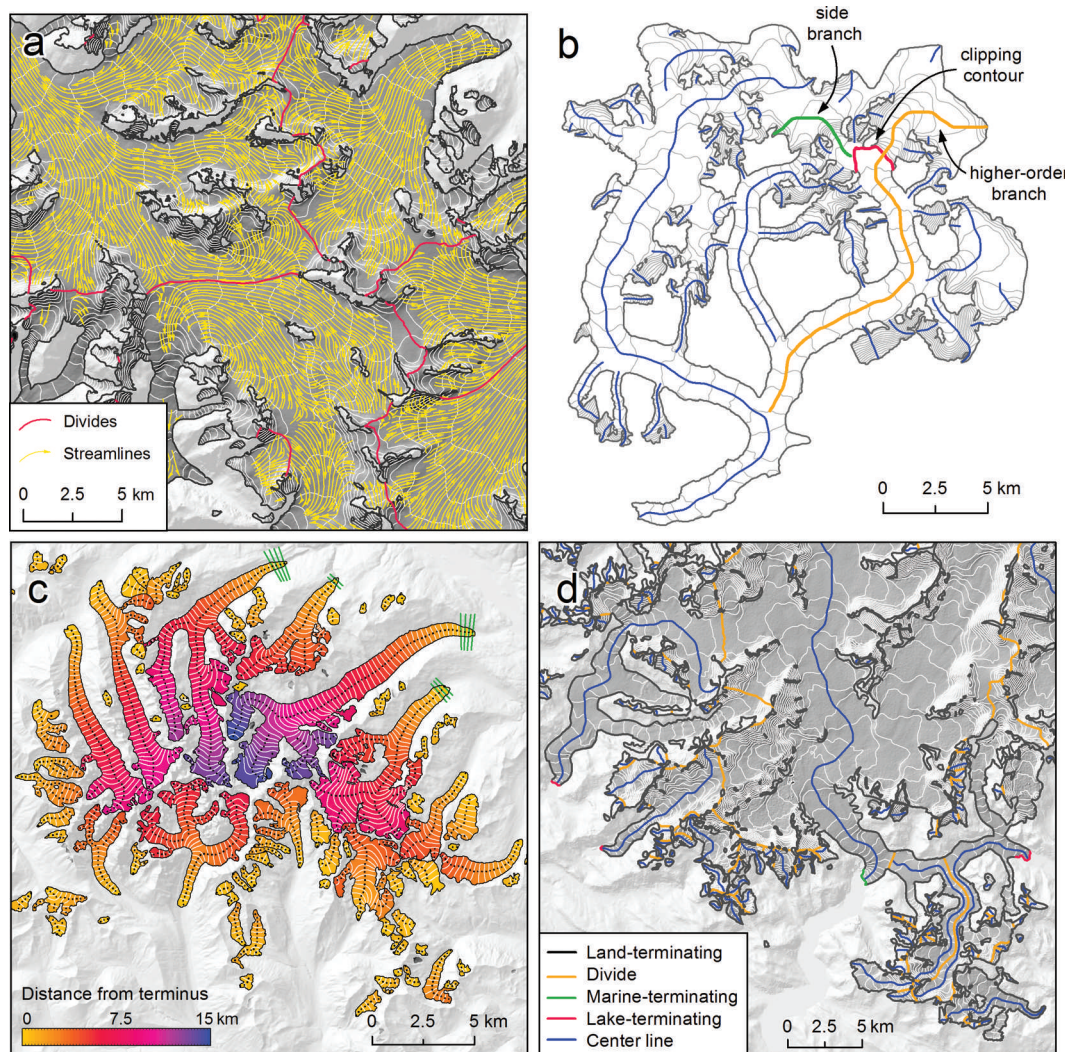 a
Divides
Streamlines
0 2.5 5 km
b
side
branch
clipping
contour
higher-order
branch
0 2.5 5 km
c
Distance from terminus
0 7.5 15 km
0 2.5 5 km
d
Land-terminating
Divide
Marine-terminating
Lake-terminating
Center line
0 2.5 5 km